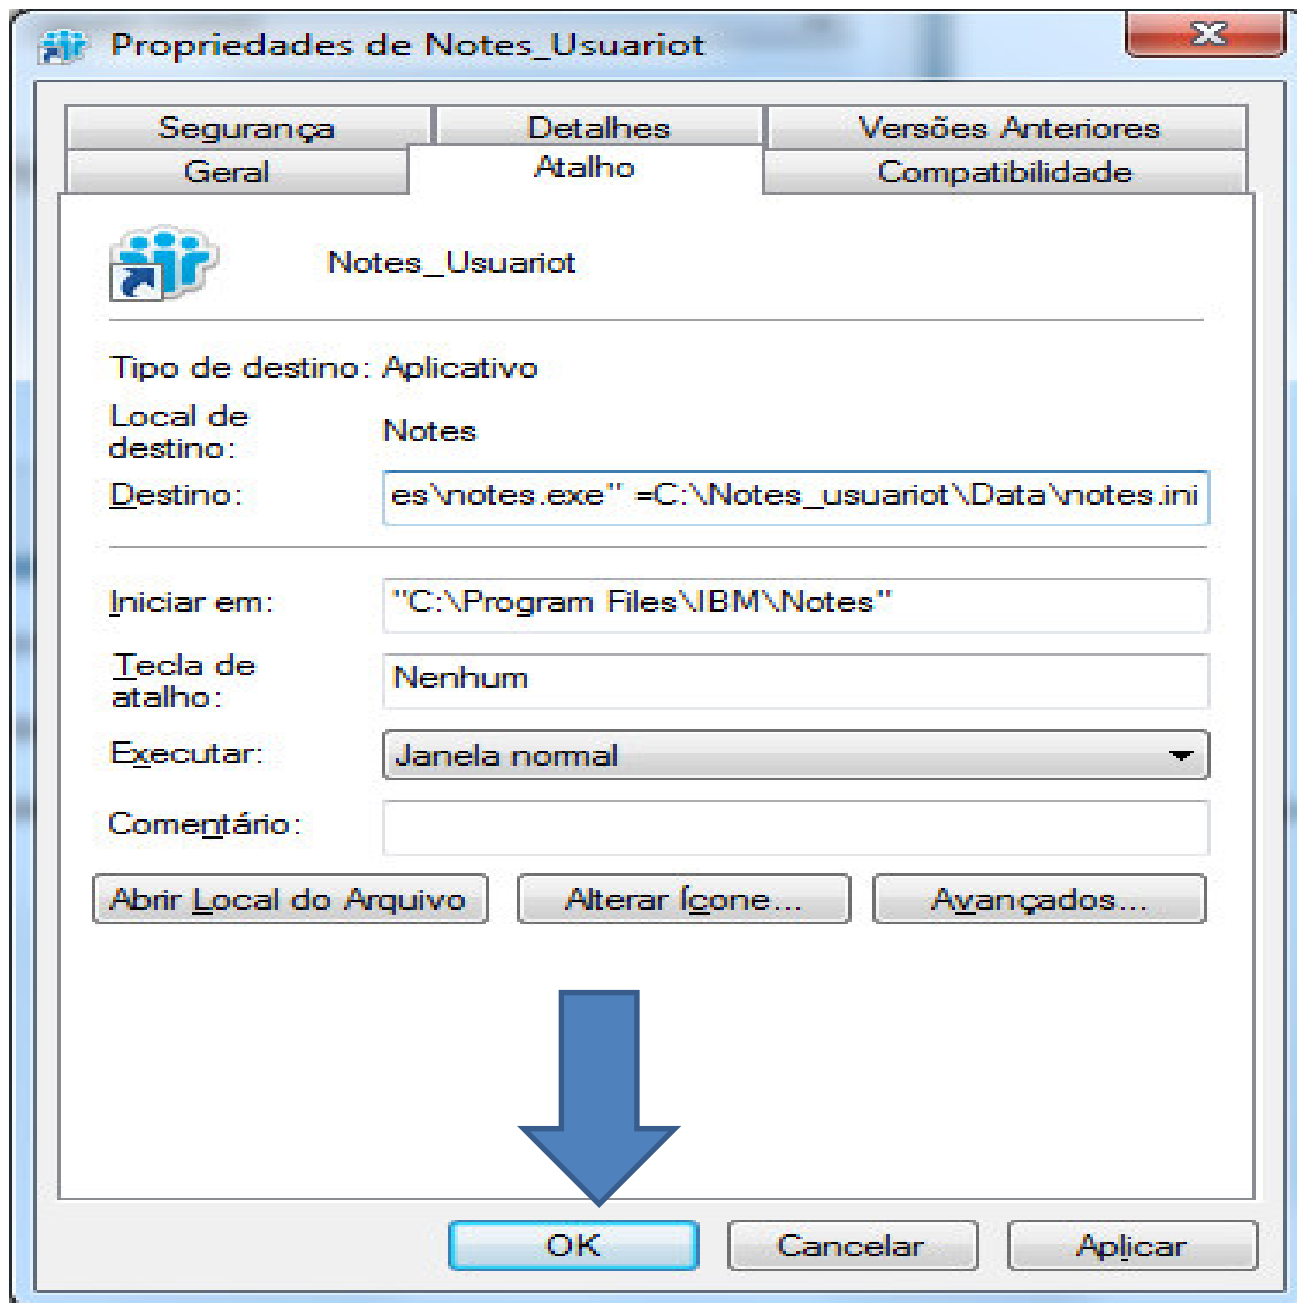 Propriedades de Notes_Usuariot
Segurança
Detalhes
Versões Anteriores
Geral
Atalho
Compatibilidade
Notes_Usuariot
Tipo de destino: Aplicativo
Local de
destino:
Notes
Destino:
es\notes.exe" =C:\Notes_usuariot\Data\notes.ini
Iniciar em:
"C:\Program Files\IBM\Notes"
Tecla de
atalho:
Nenhum
Executar:
Janela normal
Comentário:
Abrir Local do Arquivo
Alterar Ícone...
Avançados...
OK
Cancelar
Aplicar